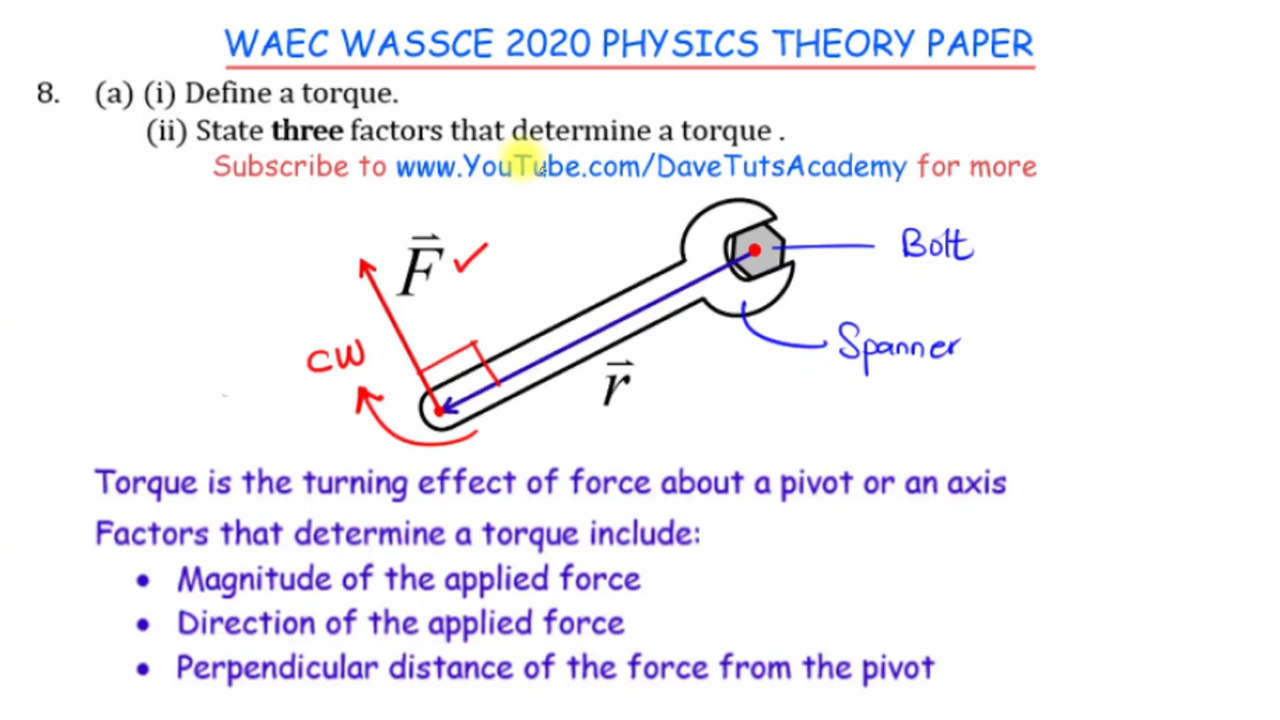 WAEC WASSCE 2020 PHYSICS THEORY PAPER
8. (a) (i) Define a torque.
(ii) State three factors that determine a torque .
Subscribe to www.YouTube.com/DaveTutsAcademy for more
F
Bolt
CW
Spanner
r
Torque is the turning effect of force about a pivot or an axis
Factors that determine a torque include:
• Magnitude of the applied force
• Direction of the applied force
• Perpendicular distance of the force from the pivot